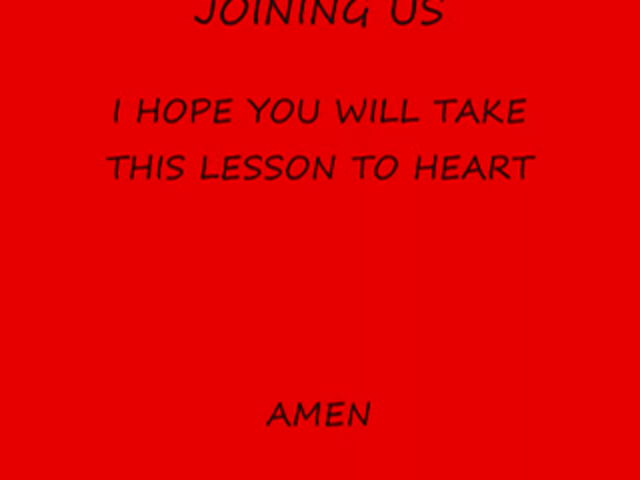 JOINING US
I HOPE YOU WILL TAKE
THIS LESSON TO HEART
AMEN